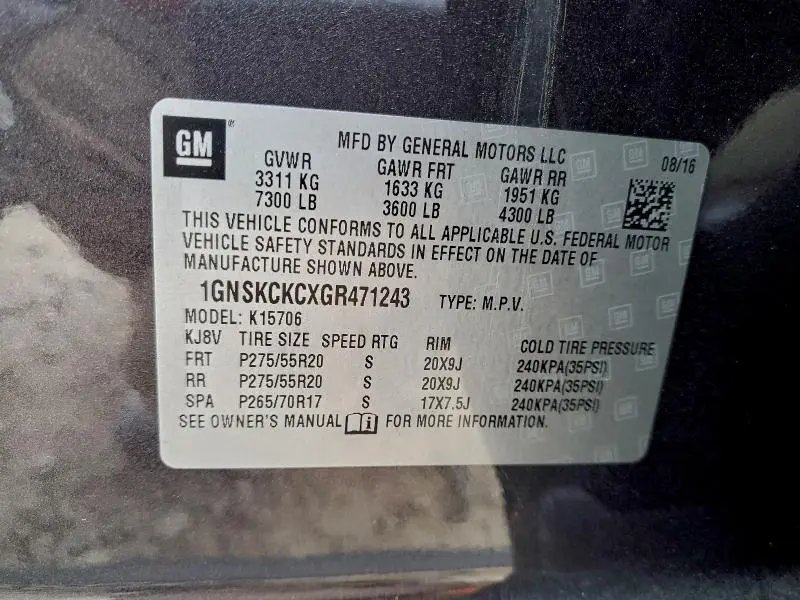 GM®
MFD BY GENERAL MOTORS LLC
08/16
GVWR GAWR FRT GAWR RR
3311 KG 1633 KG 1951 KG
7300 LB 3600 LB 4300 LB
THIS VEHICLE CONFORMS TO ALL APPLICABLE U.S. FEDERAL MOTOR
VEHICLE SAFETY STANDARDS IN EFFECT ON THE DATE OF
MANUFACTURE SHOWN ABOVE.
1GNSKCKCXGR471243 TYPE: M.P.V.
MODEL: K15706
KJ8V TIRE SIZE SPEED RTG RIM COLD TIRE PRESSURE
FRT P275/55R20 S 20X9J 240KPA(35PSI)
RR P275/55R20 S 20X9J 240KPA(35PSI)
SPA P265/70R17 S 17X7.5J 240KPA(35PSI)
SEE OWNER'S MANUAL i FOR MORE INFORMATION.